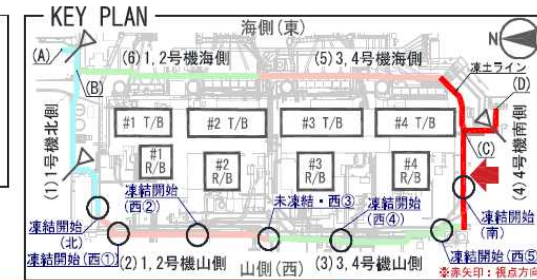 KEY PLAN
海側(東)
N
(A)
(6)1,2号機海側
(5)3,4号機海側
凍土ライン
(B)
(D)
#1 T/B
#2 T/B
#3 T/B
#4 T/B
(C)
(1)1号機北側
(4)4号機南側
#1
R/B
#2
R/B
#3
R/B
#4
R/B
凍結開始
(西②)
未凍結・西③
凍結開始
(西④)
凍結開始
(北)
凍結開始
(南)
凍結開始(西①)
(2)1,2号機山側
山側(西)
(3)3,4号機山側
凍結開始(西⑤)
※赤矢印:視点方向